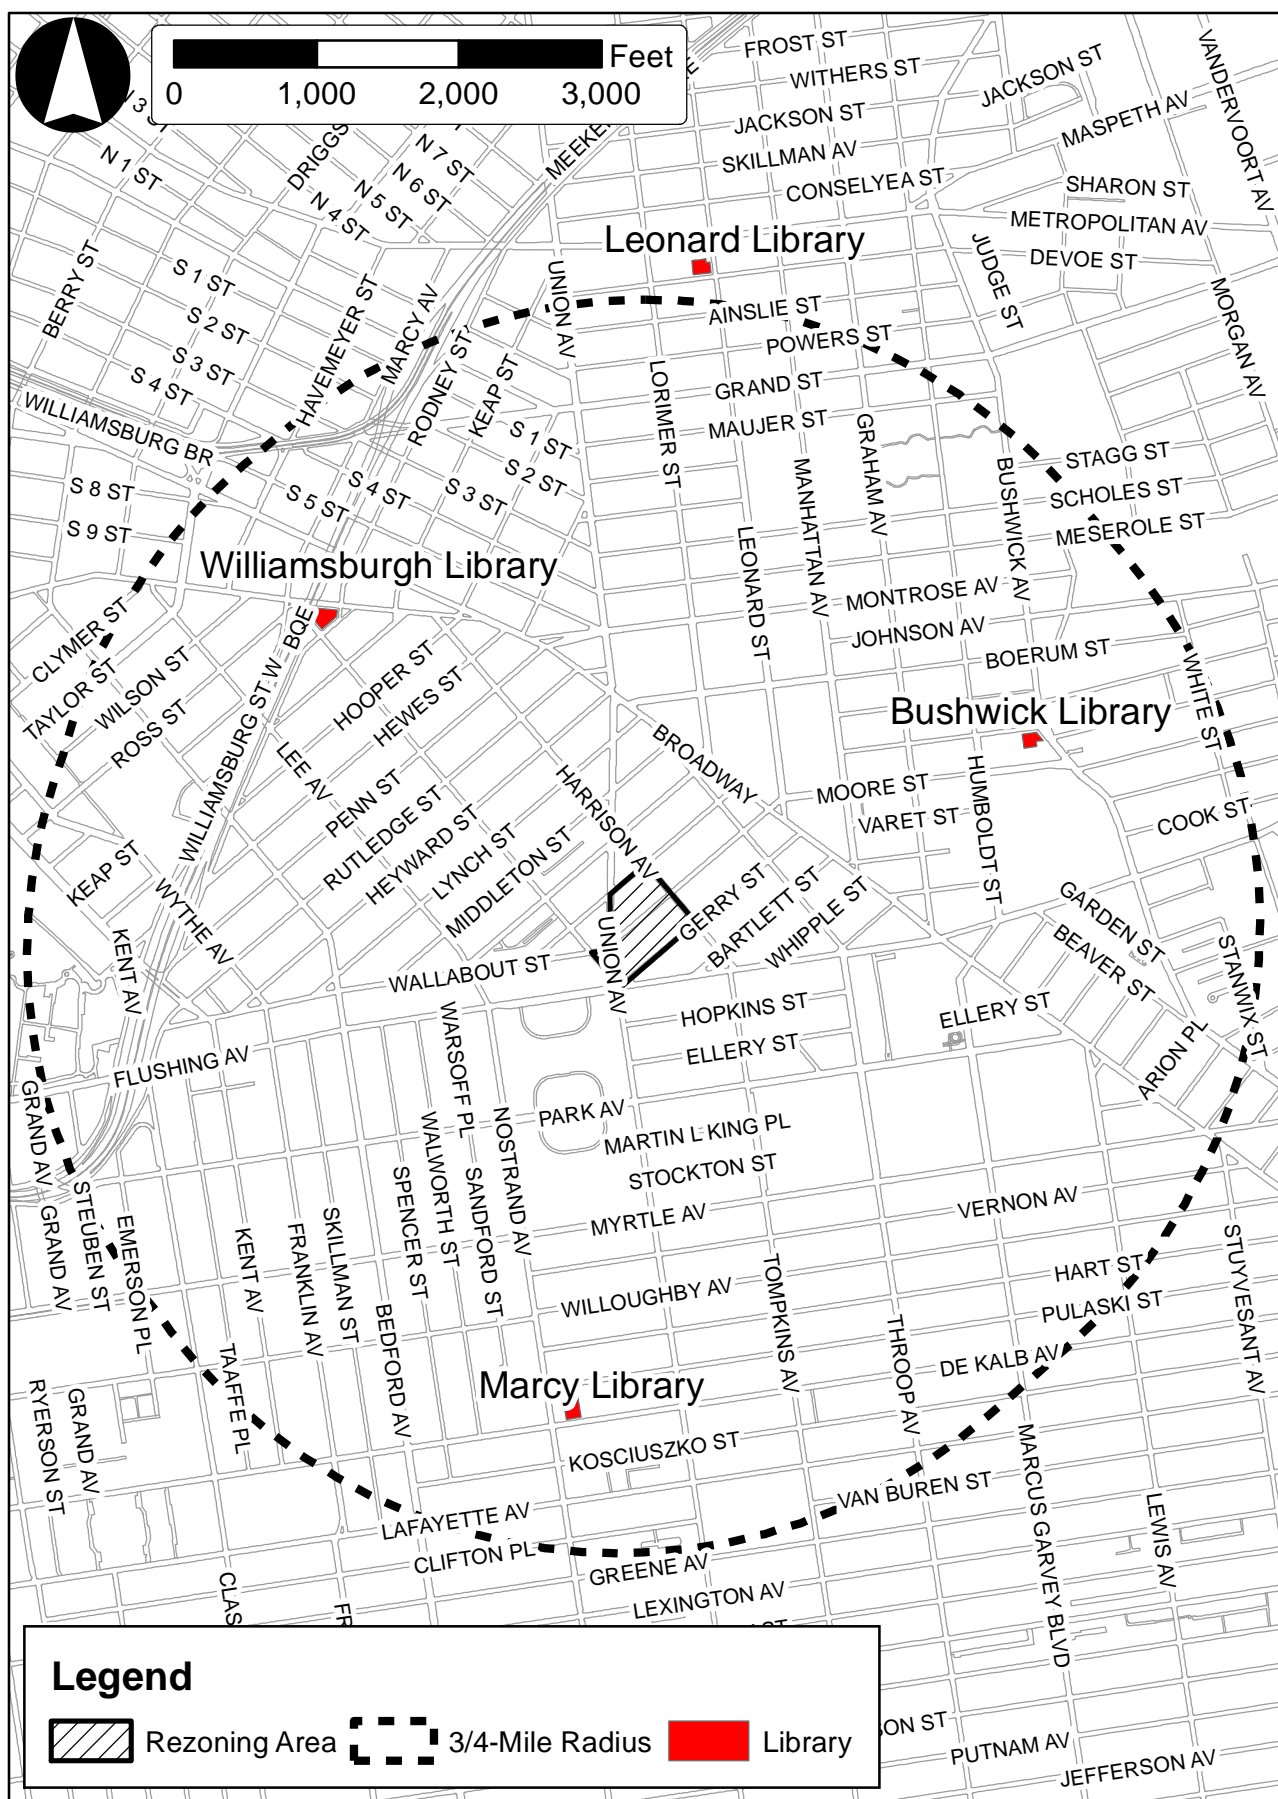 Feet
0 1,000 2,000 3,000
FROST ST
WITHERS ST
JACKSON ST
VANDERVOORT AV
JACKSON ST
MASPETH AV
SKILLMAN AV
N 1 ST
DRIGGS
N 7 ST
N 6 ST
N 5 ST
N 4 ST
CONSELYEA ST
SHARON ST
METROPOLITAN AV
DEVOE ST
JUDGE ST
MORGAN AV
Leonard Library
BERRY ST
S 1 ST
S 2 ST
S 3 ST
S 4 ST
HAVEMEYER ST
MARCY AV
RODNEY ST
KEAP ST
UNION AV
AINSLIE ST
POWERS ST
GRAND ST
MAUJER ST
LORIMER ST
WILLIAMSBURG BR
S 1 ST
S 2 ST
S 3 ST
S 4 ST
S 5 ST
S 8 ST
S 9 ST
MANHATTAN AV
GRAHAM AV
BUSHWICK AV
STAGG ST
SCHOLES ST
MESEROLE ST
LEONARD ST
Williamsburgh Library
BQE
MONTROSE AV
JOHNSON AV
BOERUM ST
WHITE ST
CLYMER ST
TAYLOR ST
WILSON ST
ROSS ST
WILLIAMSBURG ST W
HOOPER ST
HEWES ST
LEE AV
PENN ST
RUTLEDGE ST
HEYWARD ST
LYNCH ST
MIDDLETON ST
HARRISON AV
BROADWAY
Bushwick Library
MOORE ST
VARET ST
HUMBOLDT ST
COOK ST
KEAP ST
WYTHE AV
KENT AV
GERRY ST
BARTLETT ST
WHIPPLE ST
UNION AV
WALLABOUT ST
GARDEN ST
BEAVER ST
STANWIX ST
ARION PL
HOPKINS ST
ELLERY ST
ELLERY ST
FLUSHING AV
WARSOFF PL
WALWORTH ST
NOSTRAND AV
PARK AV
MARTIN L KING PL
STOCKTON ST
MYRTLE AV
VERNON AV
GRAND AV
GRAND AV
STEUBEN ST
EMERSON PL
KENT AV
FRANKLIN AV
SKILLMAN ST
SPENCER ST
SANDFORD ST
BEDFORD AV
WILLOUGHBY AV
TOMPKINS AV
THROOP AV
HART ST
PULASKI ST
DE KALB AV
STUYVESANT AV
Marcy Library
TAAFFE PL
RYERSON ST
GRAND AV
KOSCIUSZKO ST
VAN BUREN ST
MARCUS GARVEY BLVD
LEWIS AV
LAFAYETTE AV
CLIFTON PL
GREENE AV
LEXINGTON AV
CLAS
FR
SON ST
PUTNAM AV
JEFFERSON AV
Legend
Rezoning Area
3/4-Mile Radius
Library